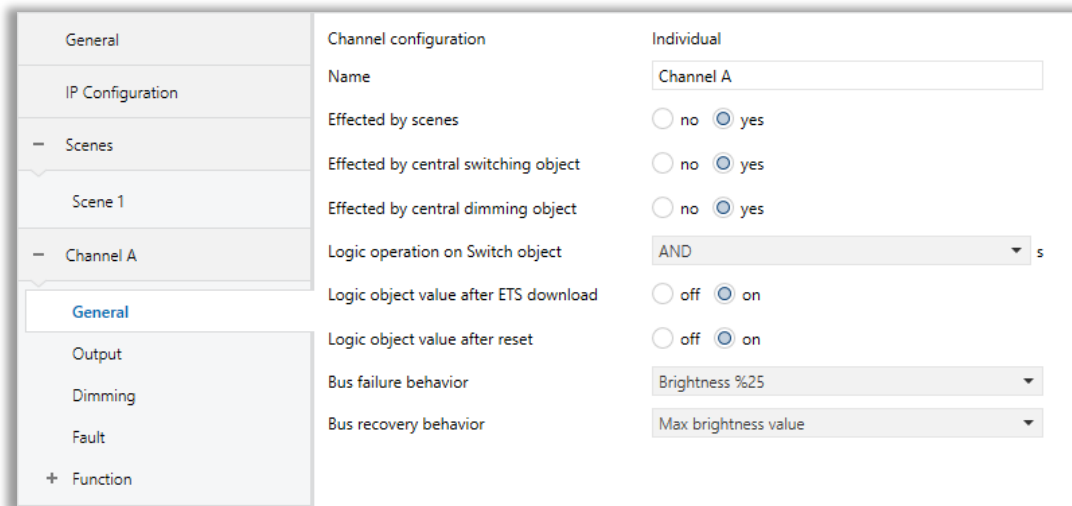 General
IP Configuration
− Scenes
Scene 1
− Channel A
General
Output
Dimming
Fault
+ Function
Channel configuration Individual
Name Channel A
Effected by scenes no yes
Effected by central switching object no yes
Effected by central dimming object no yes
Logic operation on Switch object AND s
Logic object value after ETS download off on
Logic object value after reset off on
Bus failure behavior Brightness %25
Bus recovery behavior Max brightness value